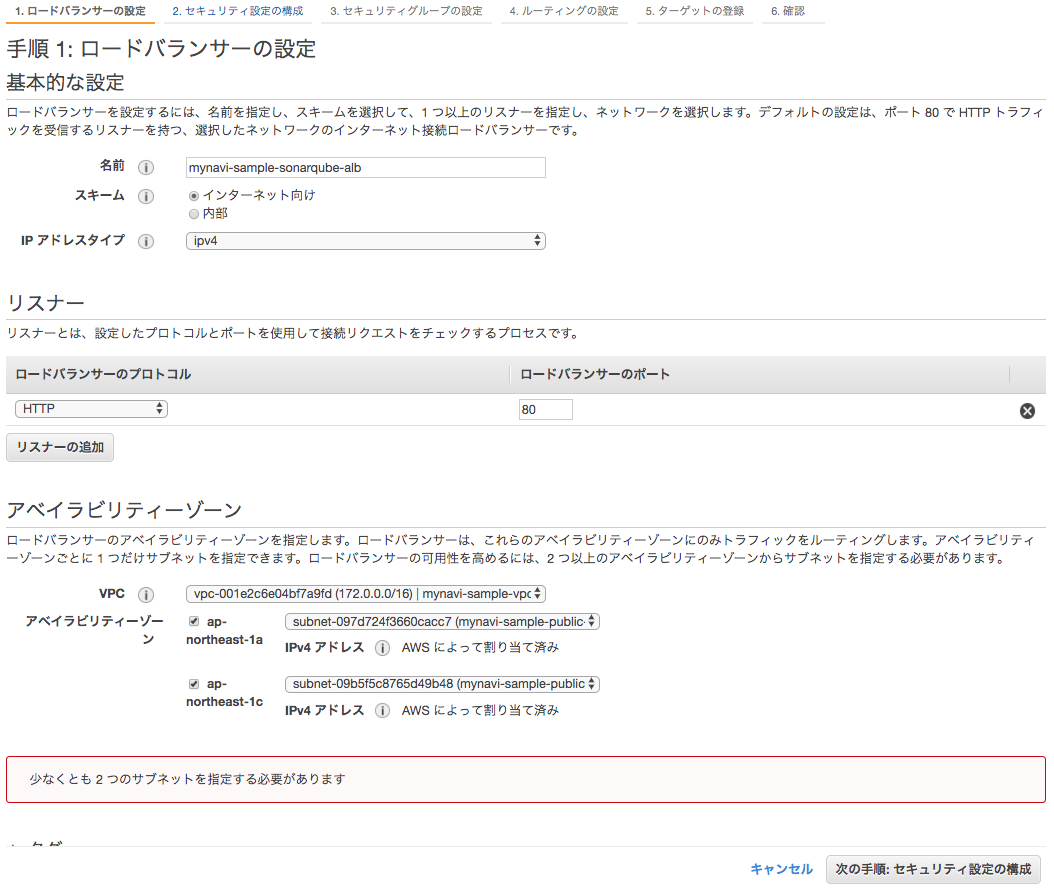 1. ロードバランサーの設定 2. セキュリティ設定の構成 3. セキュリティグループの設定 4. ルーティングの設定 5. ターゲットの登録 6. 確認
手順 1: ロードバランサーの設定
基本的な設定
ロードバランサーを設定するには、名前を指定し、スキームを選択して、1 つ以上のリスナーを指定し、ネットワークを選択します。デフォルトの設定は、ポート 80 で HTTP トラフィ
ックを受信するリスナーを持つ、選択したネットワークのインターネット接続ロードバランサーです。
名前 i mynavi-sample-sonarqube-alb
スキーム i インターネット向け
内部
IP アドレスタイプ i ipv4
リスナー
リスナーとは、設定したプロトコルとポートを使用して接続リクエストをチェックするプロセスです。
ロードバランサーのプロトコル ロードバランサーのポート
HTTP 80
リスナーの追加
アベイラビリティーゾーン
ロードバランサーのアベイラビリティーゾーンを指定します。ロードバランサーは、これらのアベイラビリティーゾーンにのみトラフィックをルーティングします。アベイラビリティ
ーゾーンごとに 1 つだけサブネットを指定できます。ロードバランサーの可用性を高めるには、2 つ以上のアベイラビリティーゾーンからサブネットを指定する必要があります。
VPC i vpc-001e2c6e04bf7a9fd (172.0.0.0/16) | mynavi-sample-vpc
アベイラビリティーゾー ap- subnet-097d724f3660cacc7 (mynavi-sample-public-
ン northeast-1a IPv4 アドレス i AWS によって割り当て済み
ap- subnet-09b5f5c8765d49b48 (mynavi-sample-public
northeast-1c IPv4 アドレス i AWS によって割り当て済み
少なくとも 2 つのサブネットを指定する必要があります
キャンセル 次の手順: セキュリティ設定の構成